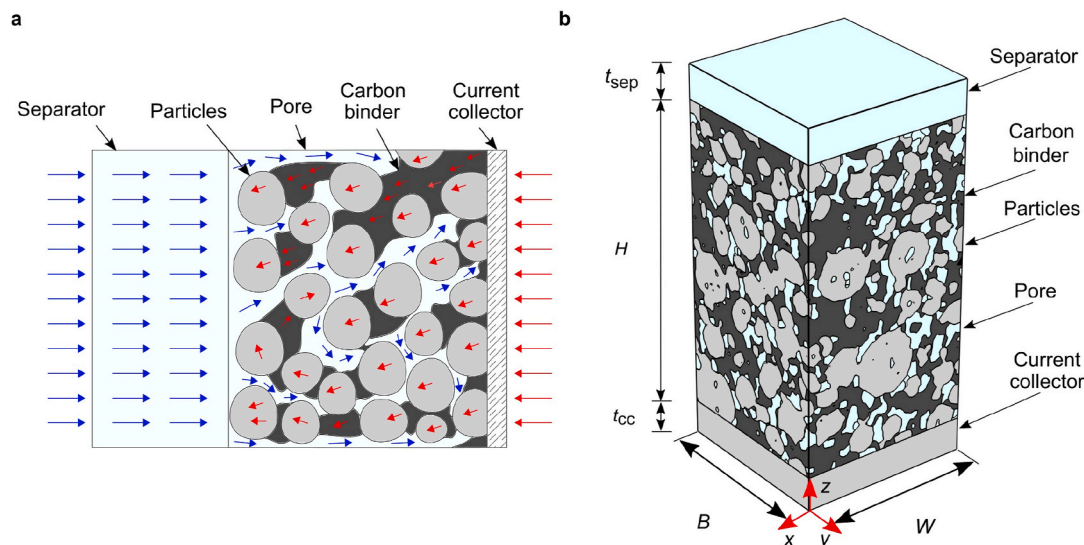 a
Separator
Particles
Pore
Carbon
binder
Current
collector
b
t_sep
H
t_cc
Separator
Carbon
binder
Particles
Pore
Current
collector
z
x
y
B
W